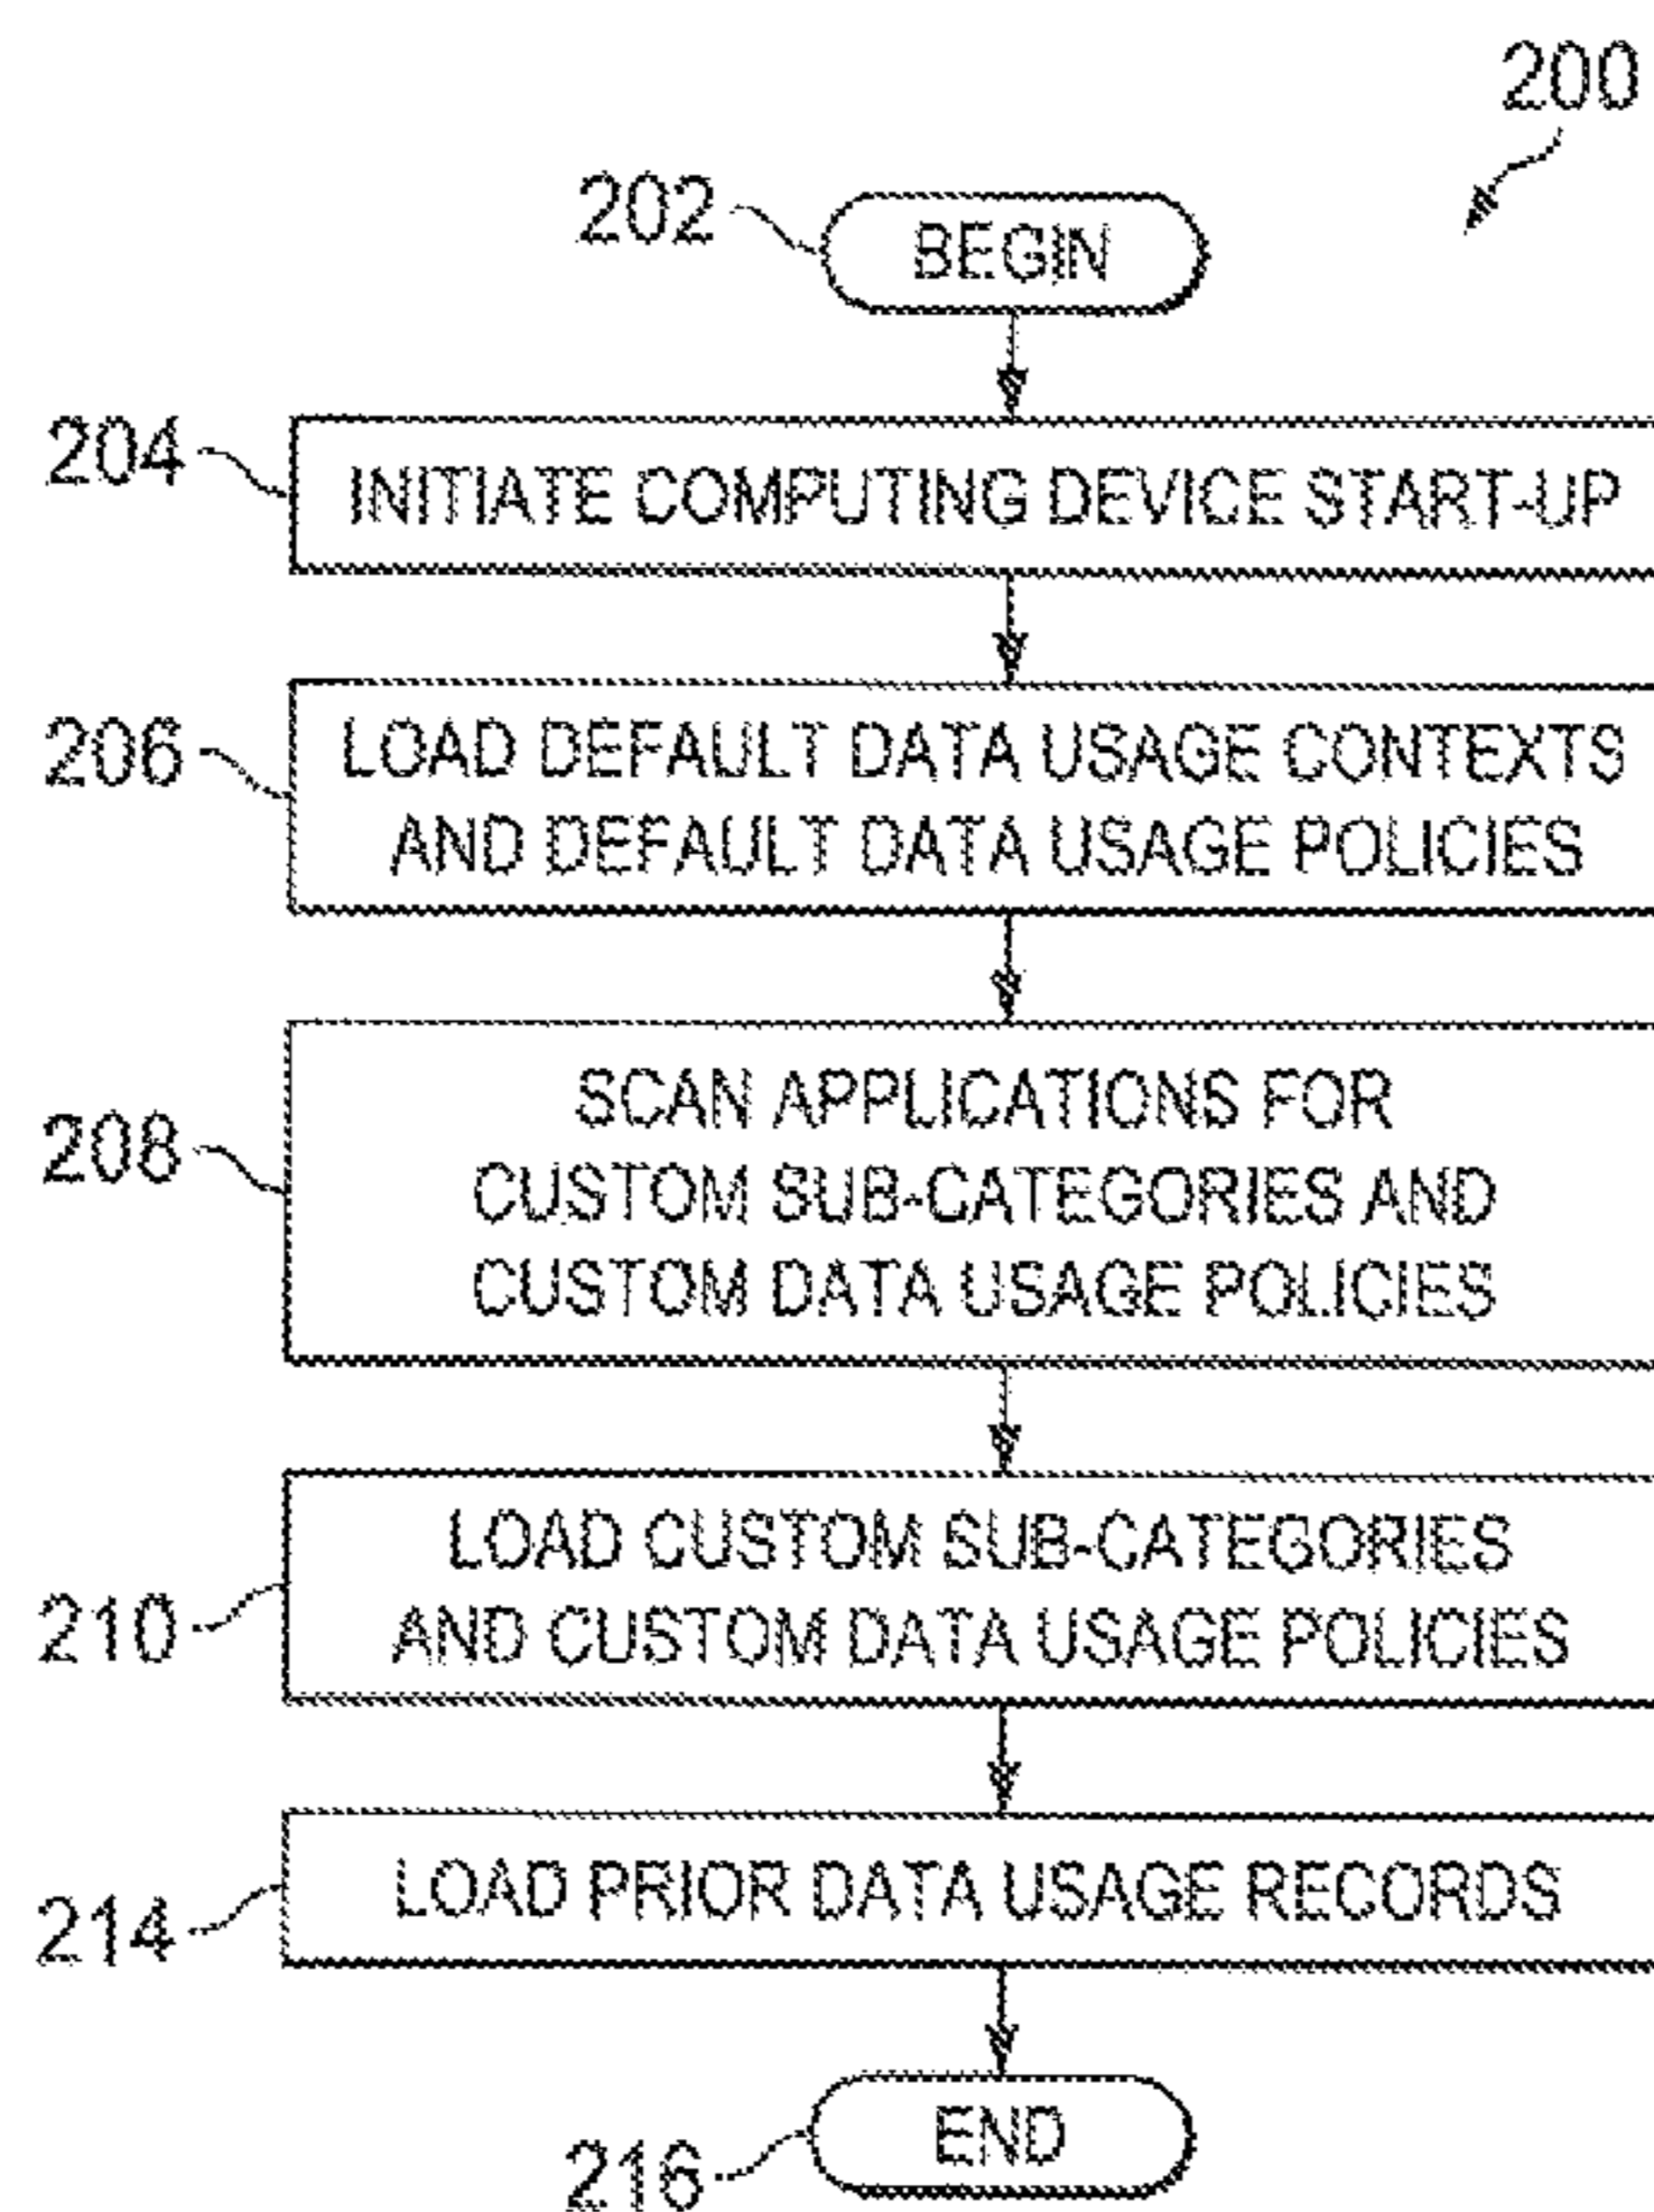 200
202
BEGIN
204
INITIATE COMPUTING DEVICE START-UP
206
LOAD DEFAULT DATA USAGE CONTEXTS
AND DEFAULT DATA USAGE POLICIES
208
SCAN APPLICATIONS FOR
CUSTOM SUB-CATEGORIES AND
CUSTOM DATA USAGE POLICIES
210
LOAD CUSTOM SUB-CATEGORIES
AND CUSTOM DATA USAGE POLICIES
214
LOAD PRIOR DATA USAGE RECORDS
216
END